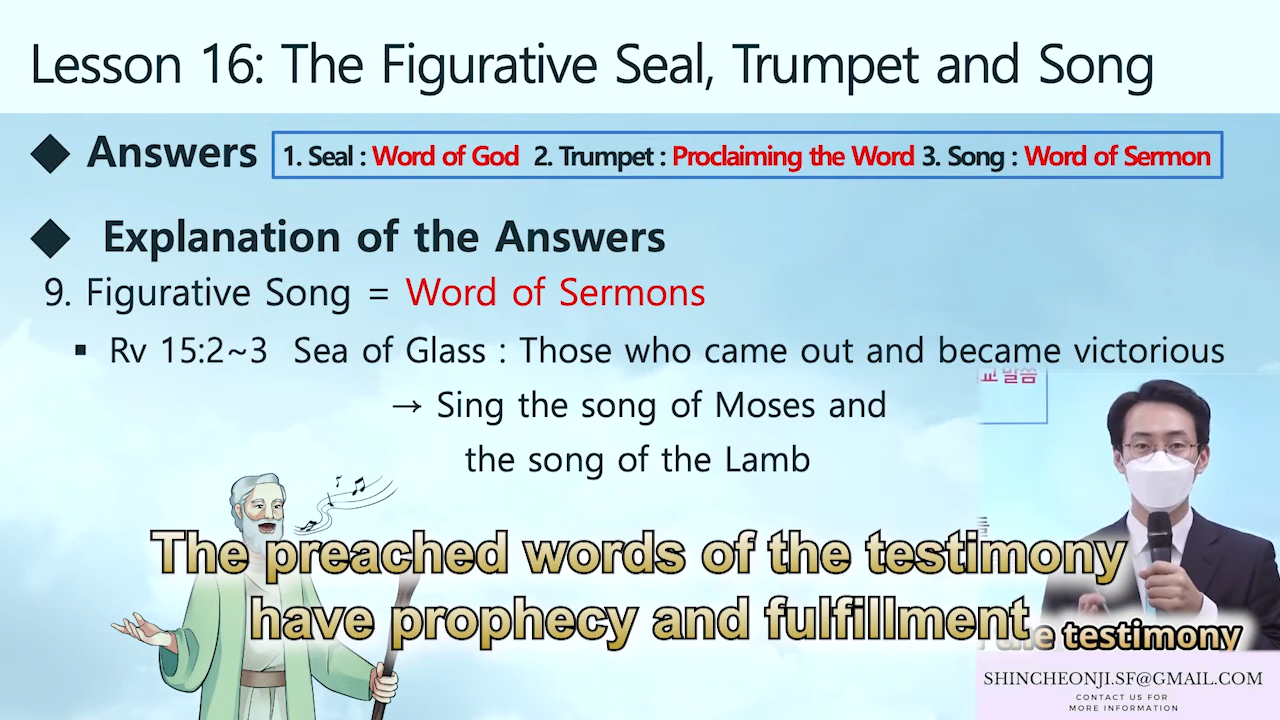 Lesson 16: The Figurative Seal, Trumpet and Song
◆ Answers 1. Seal : Word of God 2. Trumpet : Proclaiming the Word 3. Song : Word of Sermon
◆ Explanation of the Answers
9. Figurative Song = Word of Sermons
▪ Rv 15:2~3 Sea of Glass : Those who came out and became victorious
→ Sing the song of Moses and
the song of the Lamb
교 말씀
The preached words of the testimony
have prophecy and fulfillment
the testimony
SHINCHEONJI.SF@GMAIL.COM
CONTACT US FOR
MORE INFORMATION